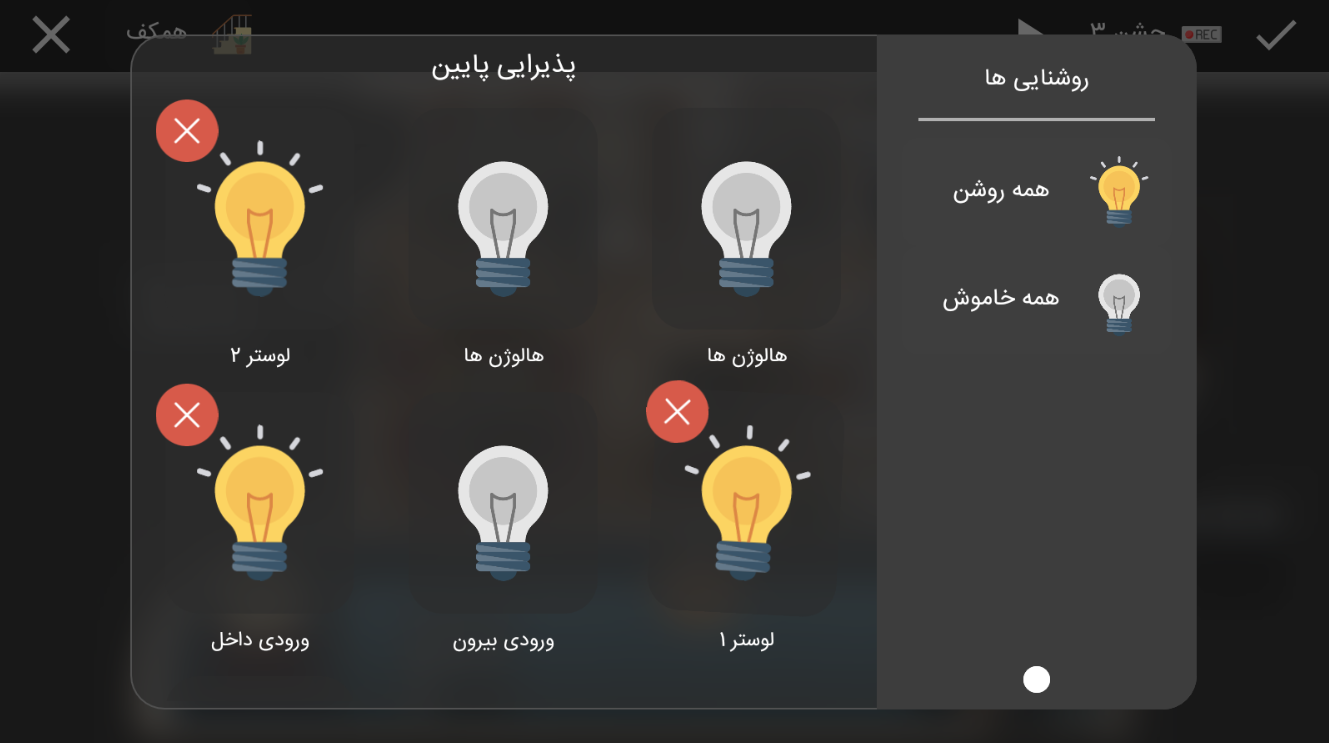 جشن ۳
REC
همکف
روشنایی ها
همه روشن
همه خاموش
پذیرایی پایین
هالوژن ها
هالوژن ها
لوستر ۲
لوستر ۱
ورودی بیرون
ورودی داخل